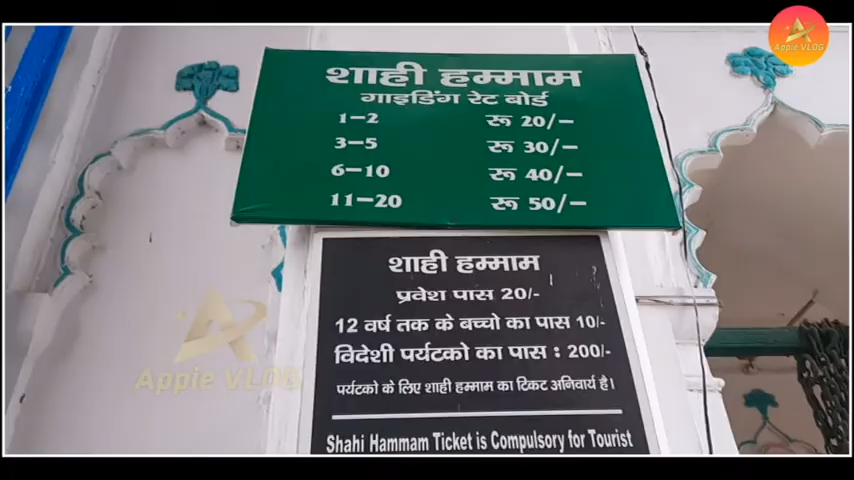 Appie VLOG
शाही हम्माम
गाइडिंग रेट बोर्ड
1-2 रू 20/-
3-5 रू 30/-
6-10 रू 40/-
11-20 रू 50/-
शाही हम्माम
प्रवेश पास 20/-
12 वर्ष तक के बच्चो का पास 10/-
विदेशी पर्यटको का पास : 200/-
पर्यटको के लिए शाही हम्माम का टिकट अनिवार्य है।
Shahi Hammam Ticket is Compulsory for Tourist
Appie VLOG